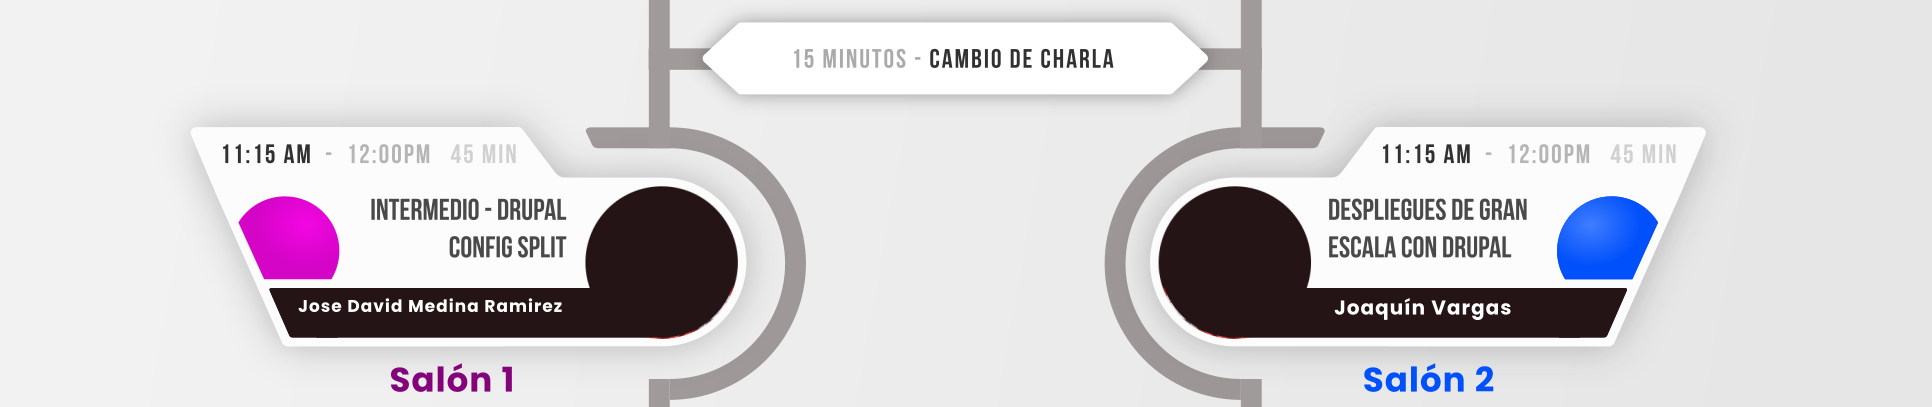 15 MINUTOS - CAMBIO DE CHARLA
11:15 AM - 12:00PM 45 MIN
INTERMEDIO - DRUPAL
CONFIG SPLIT
Jose David Medina Ramirez
Salón 1
11:15 AM - 12:00PM 45 MIN
DESPLIEGUES DE GRAN
ESCALA CON DRUPAL
Joaquín Vargas
Salón 2